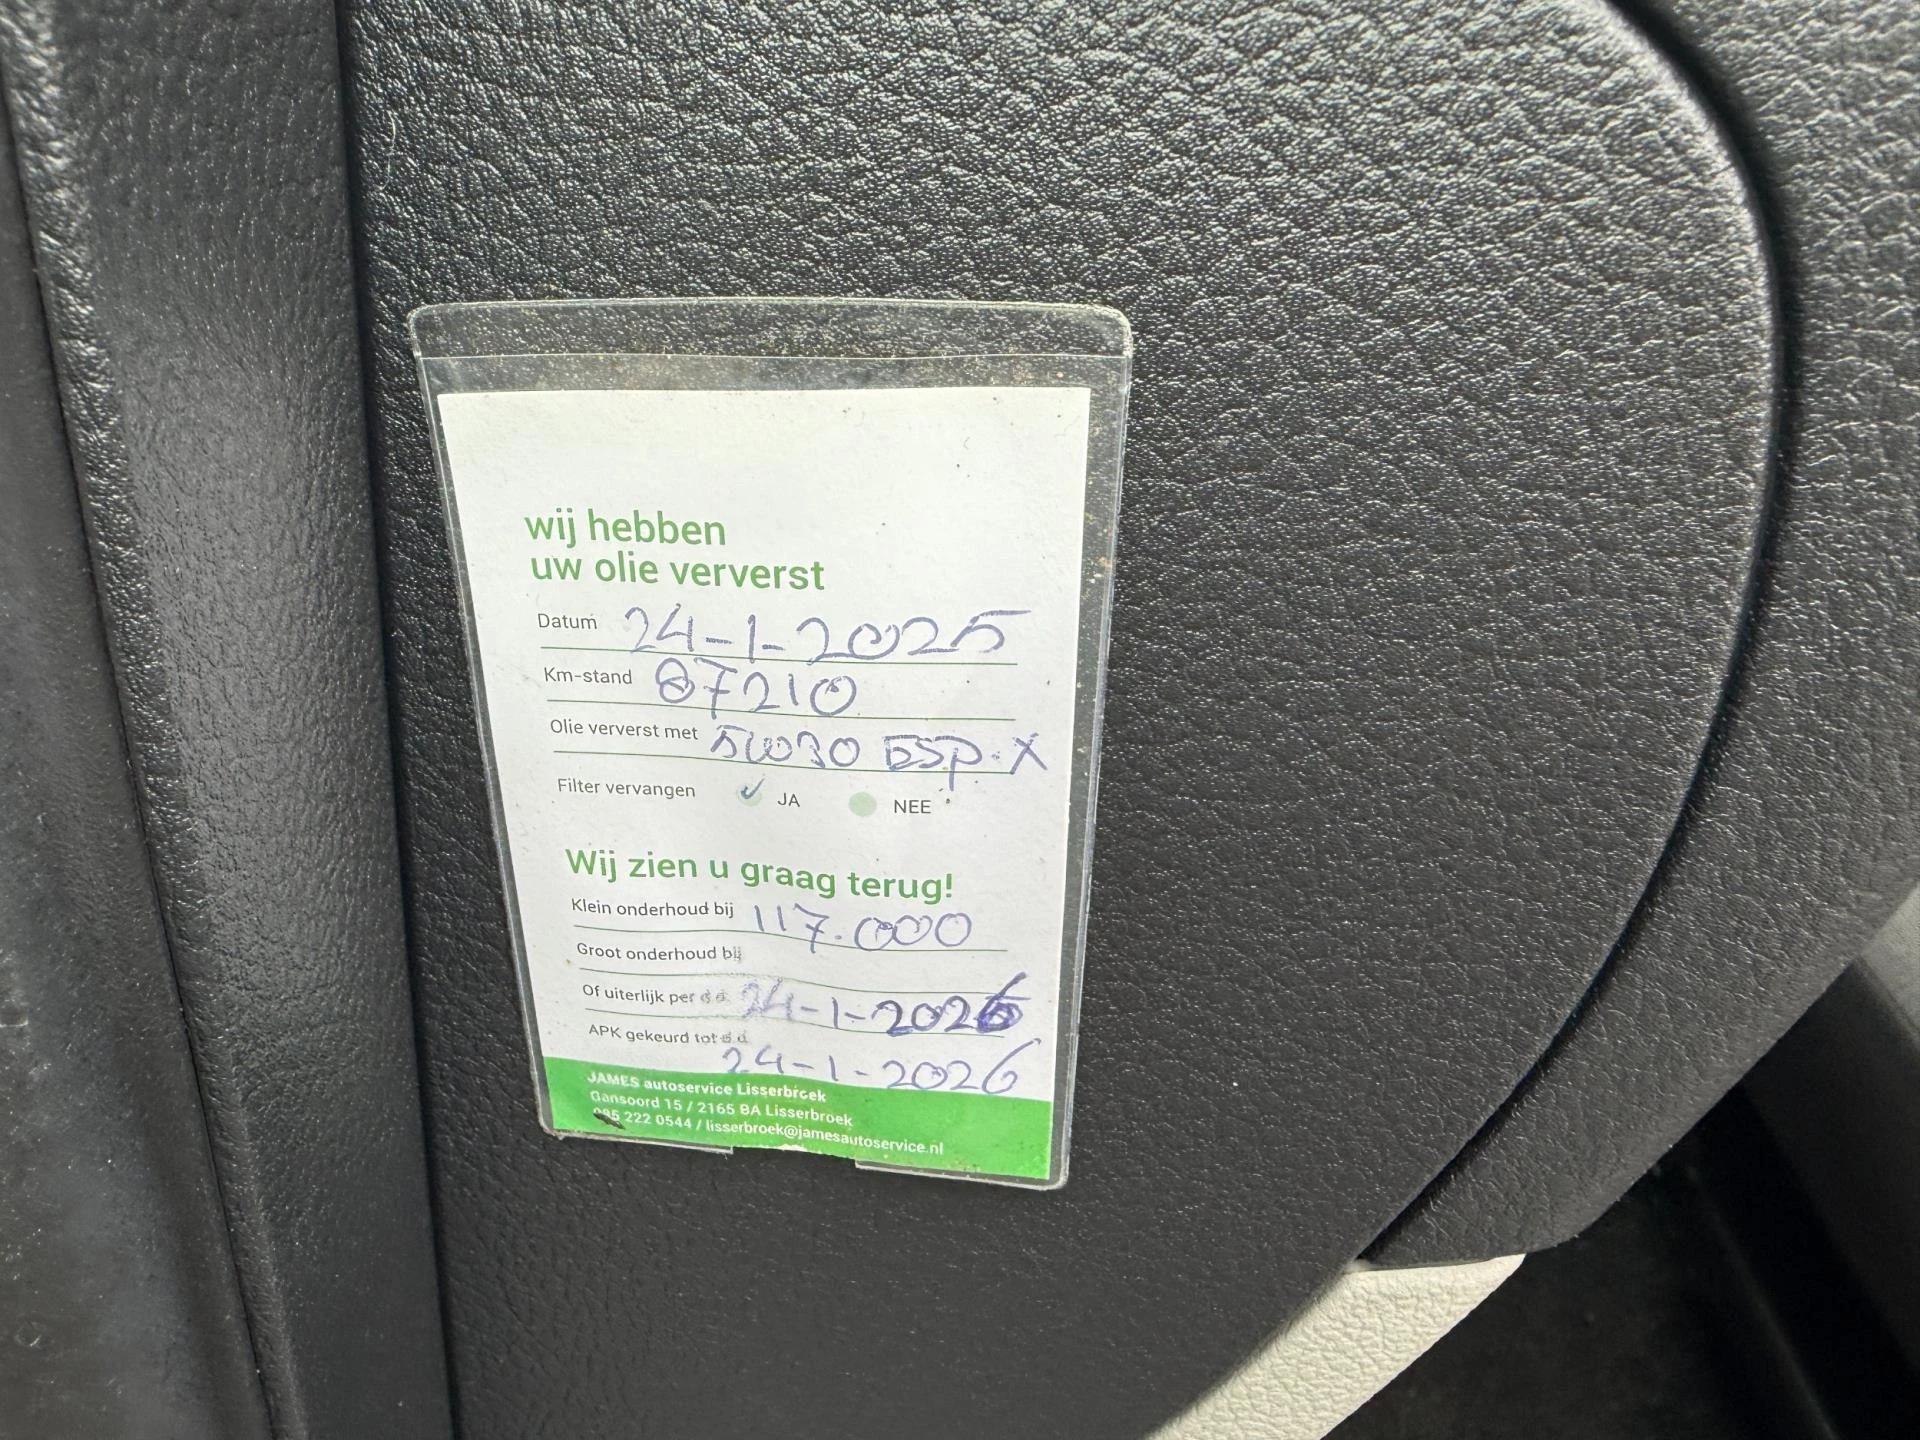 wij hebben
uw olie ververst
Datum 24-1-2025
Km-stand 87210
Olie ververst met 5W30 ESP.X
Filter vervangen ✓ JA NEE
Wij zien u graag terug!
Klein onderhoud bij 117.000
Groot onderhoud bij
Of uiterlijk per d.d. 24-1-2026
APK gekeurd tot d.d.
24-1-2026
JAMES autoservice Lisserbroek
Gansoord 15 / 2165 BA Lisserbroek
085 222 0544 / lisserbroek@jamesautoservice.nl